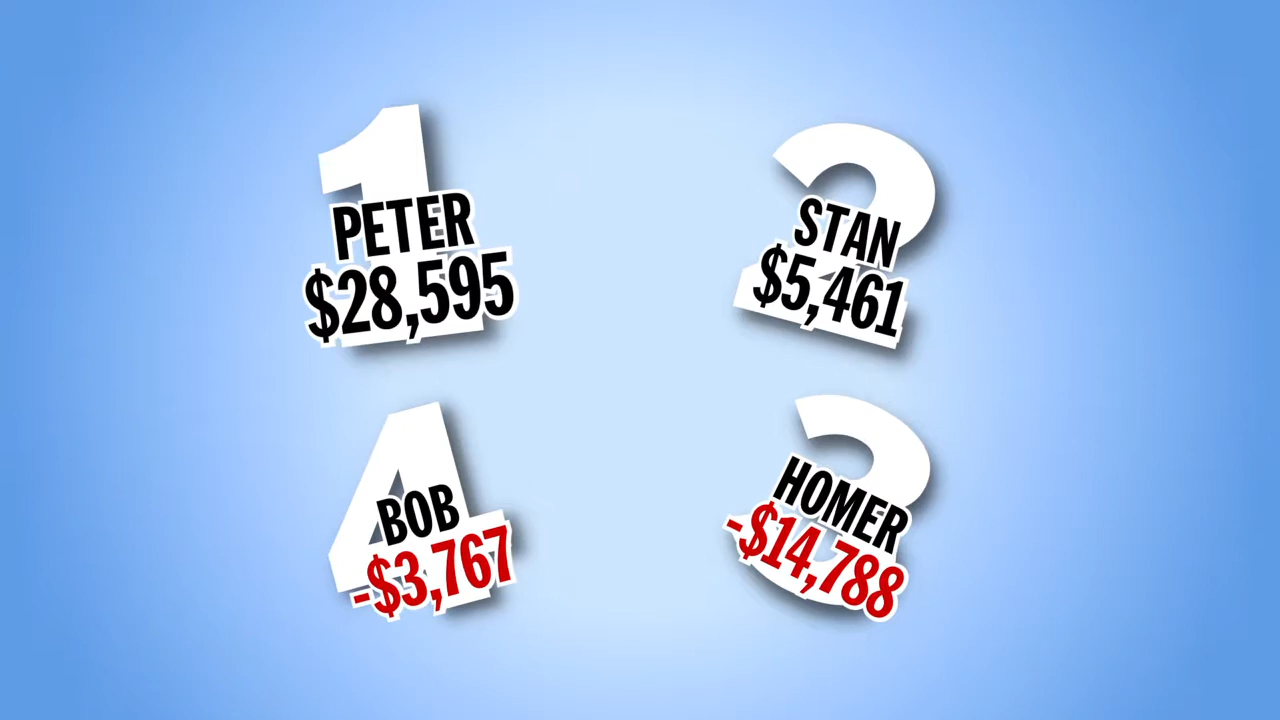 1
PETER
$28,595
2
STAN
$5,461
4
BOB
-$3,767
3
HOMER
-$14,788